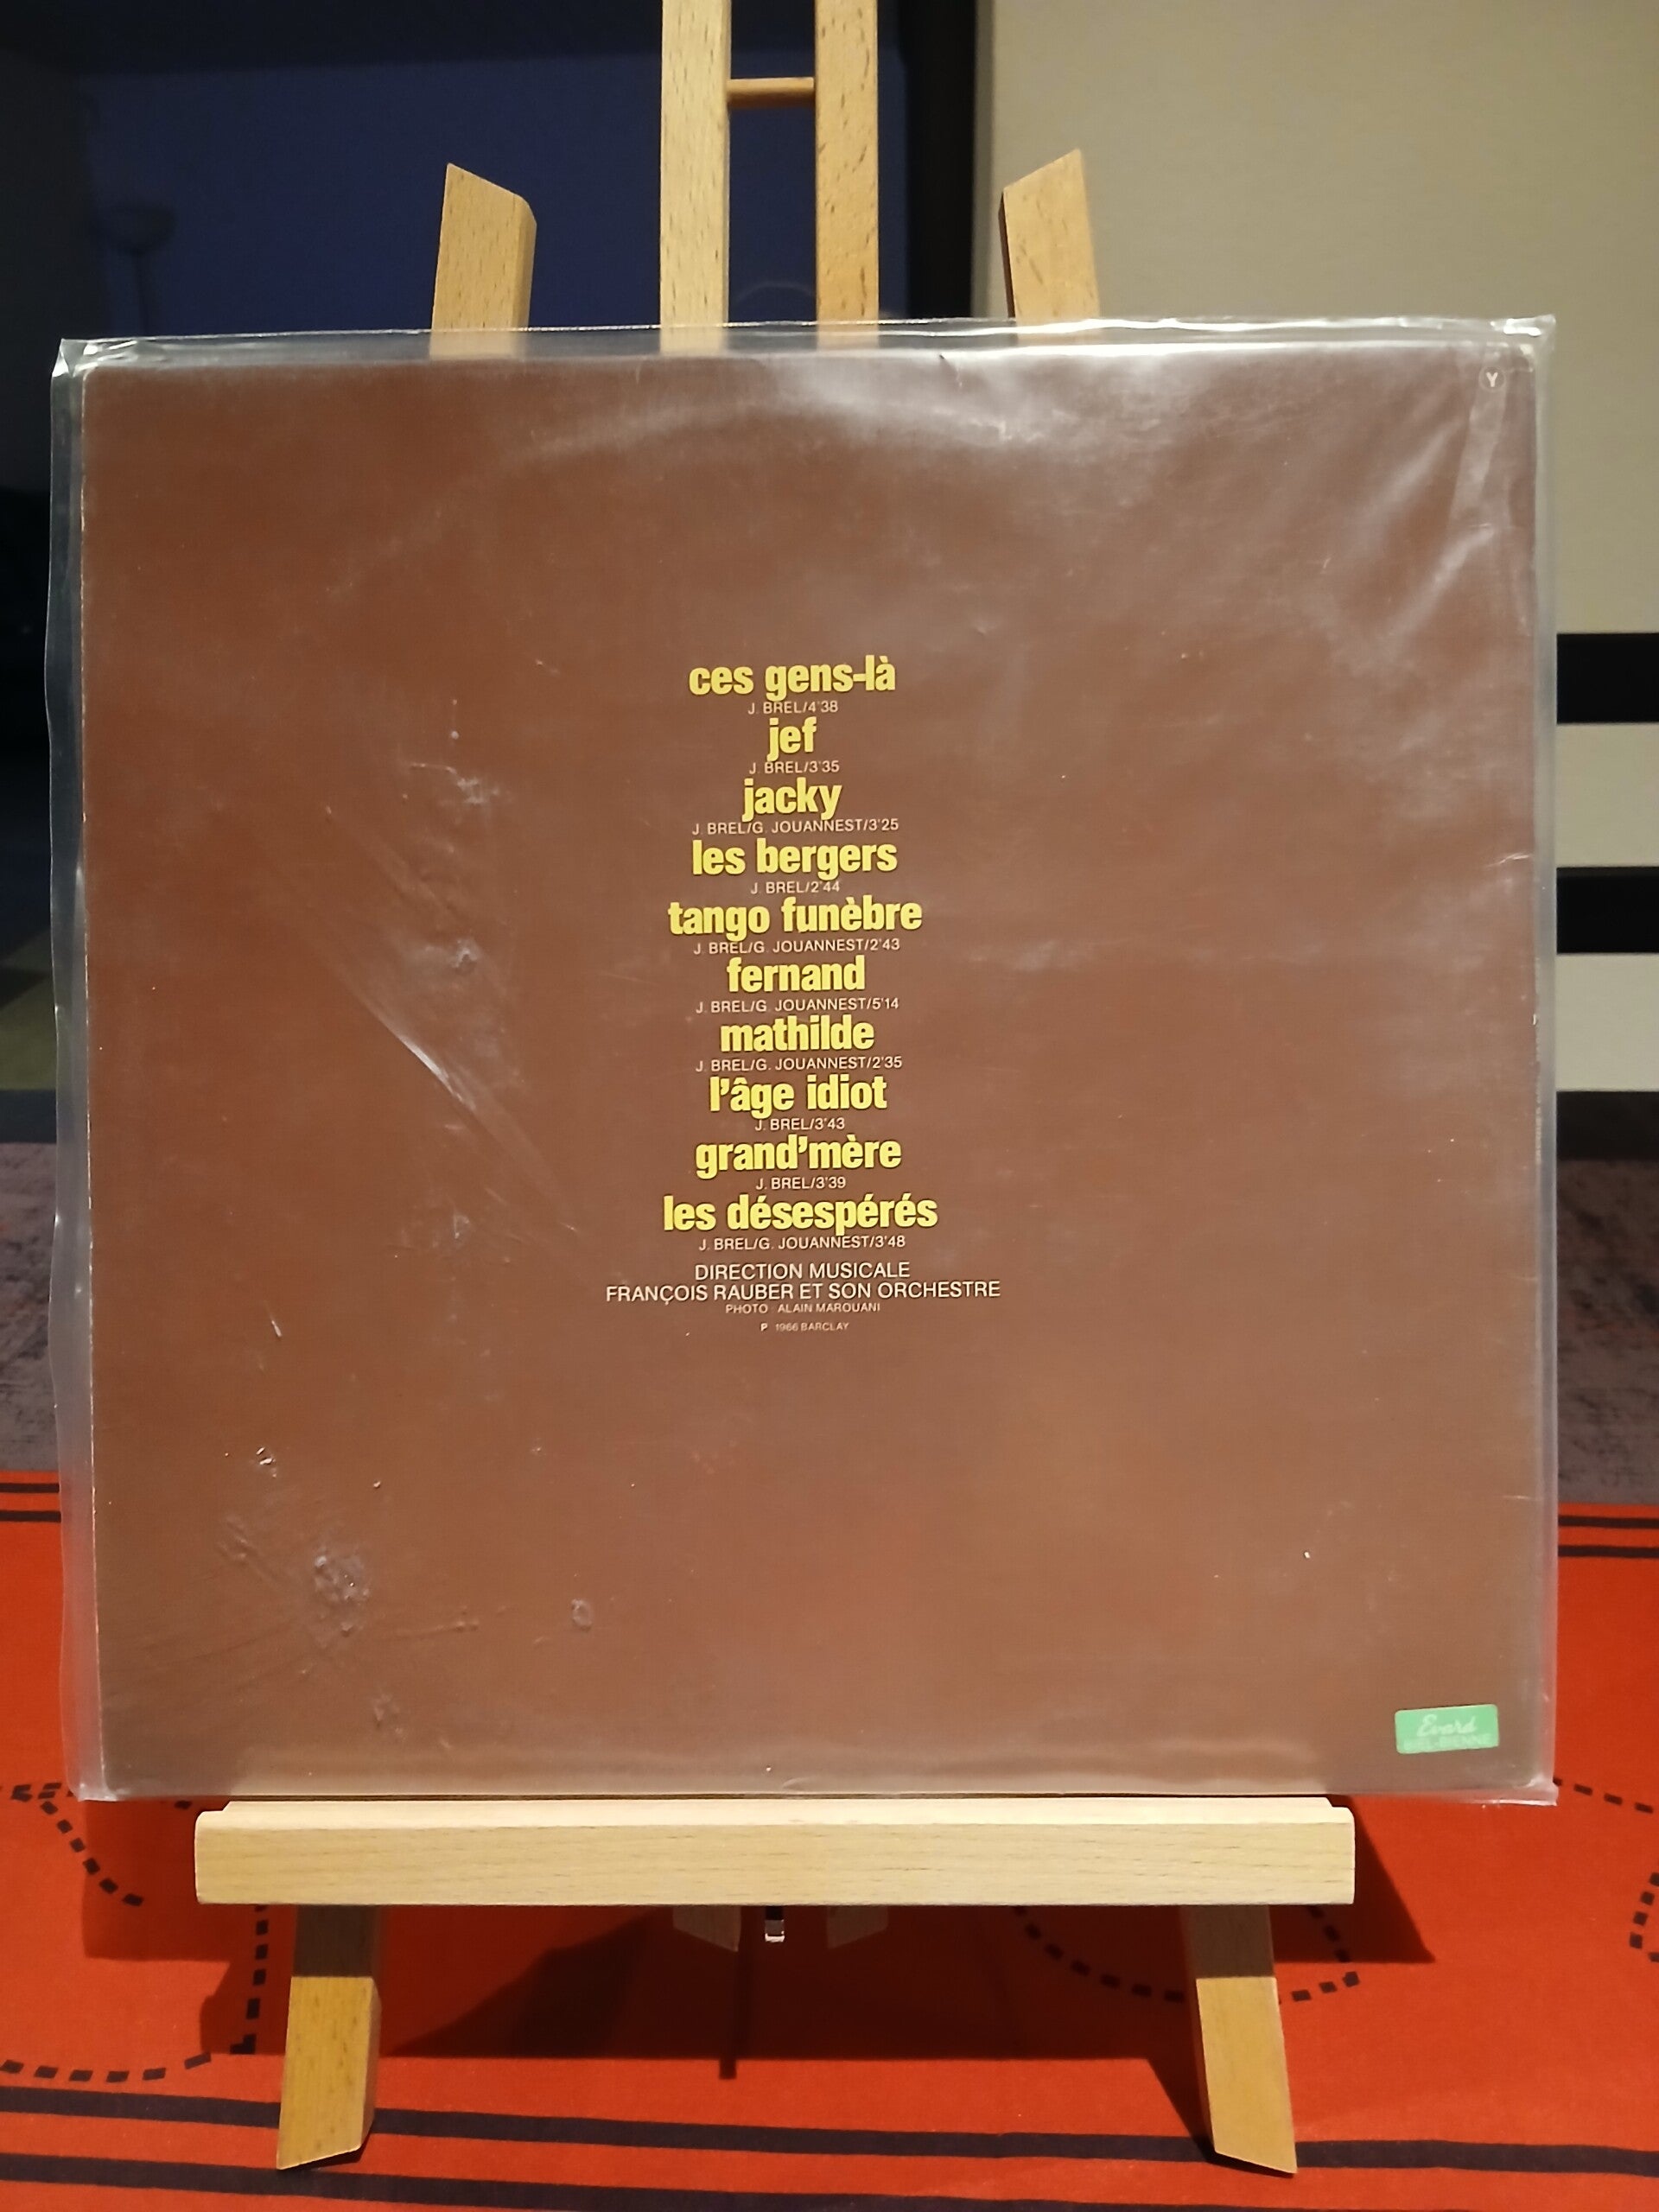 Y
ces gens-là
J. BREL/4'38
jef
J. BREL/3'35
jacky
J. BREL/G. JOUANNEST/3'25
les bergers
J. BREL/2'44
tango funèbre
J. BREL/G. JOUANNEST/2'43
fernand
J. BREL/G. JOUANNEST/5'14
mathilde
J. BREL/G. JOUANNEST/2'35
l'âge idiot
J. BREL/3'43
grand'mère
J. BREL/3'39
les désespérés
J. BREL/G. JOUANNEST/3'48
DIRECTION MUSICALE
FRANÇOIS RAUBER ET SON ORCHESTRE
PHOTO : ALAIN MAROUANI
P 1966 BARCLAY
Evard